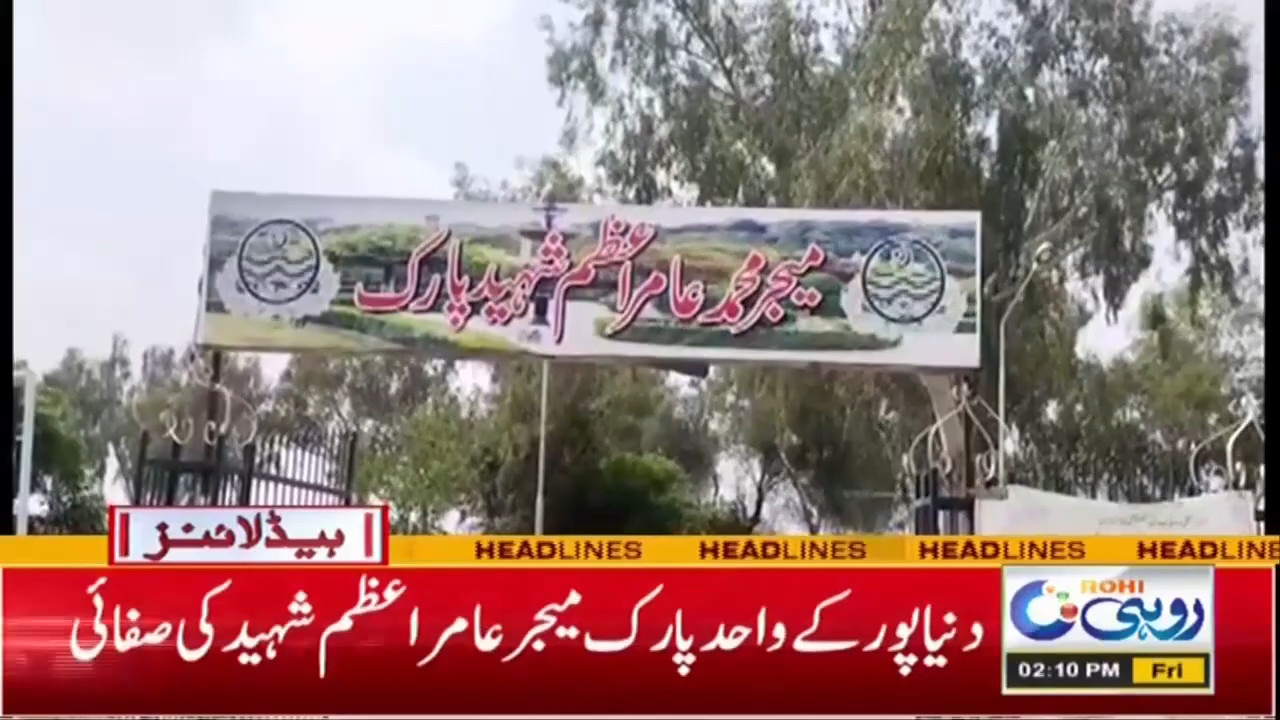 میجر محمد عامر اعظم شہید پارک
ہیڈلائنز
HEADLINES HEADLINES HEADLINES HEADLINE
دنیاپور کے واحد پارک میجر عامر اعظم شہید کی صفائی
ROHI
روہی
02:10 PM Fri